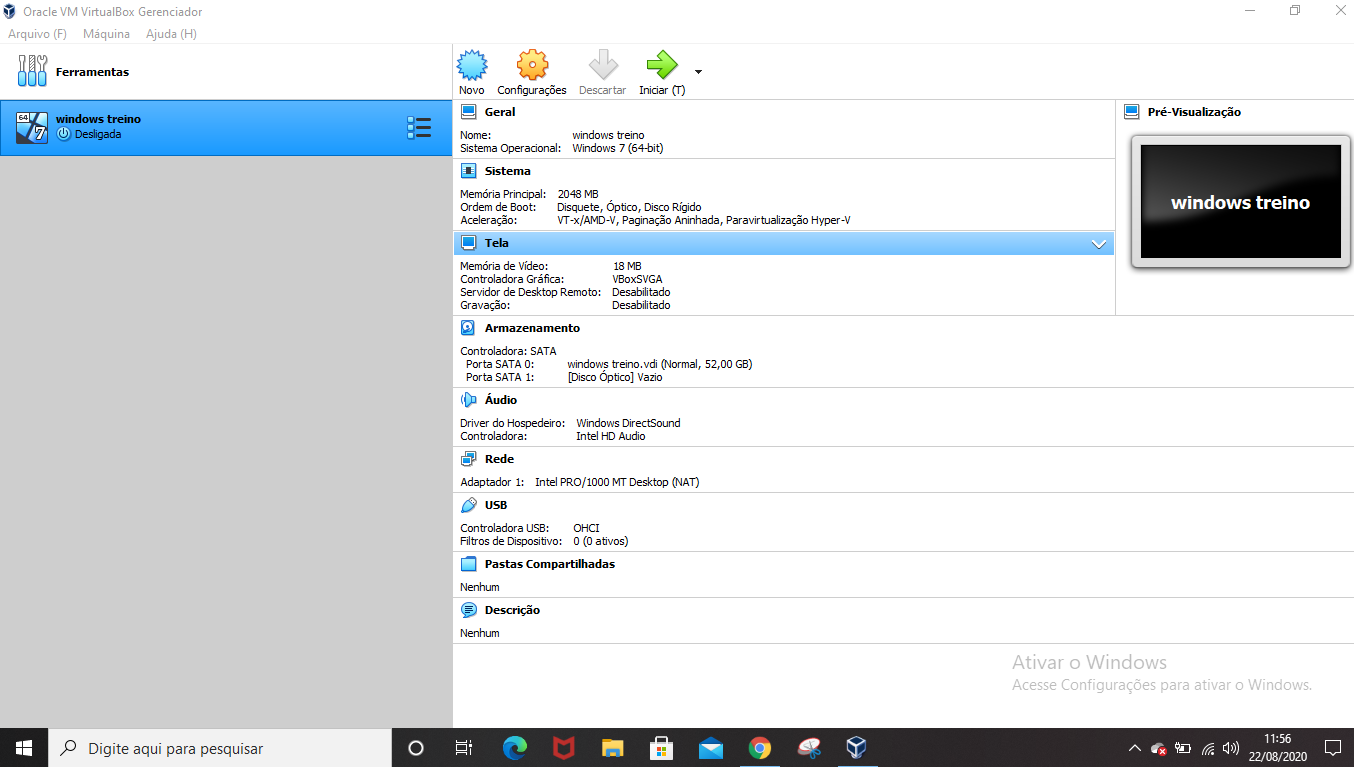 Oracle VM VirtualBox Gerenciador
Arquivo (F) Máquina Ajuda (H)
Ferramentas
64
7
windows treino
Desligada
Novo Configurações Descartar Iniciar (T)
Geral
Nome: windows treino
Sistema Operacional: Windows 7 (64-bit)
Sistema
Memória Principal: 2048 MB
Ordem de Boot: Disquete, Óptico, Disco Rígido
Aceleração: VT-x/AMD-V, Paginação Aninhada, Paravirtualização Hyper-V
Tela
Memória de Vídeo: 18 MB
Controladora Gráfica: VBoxSVGA
Servidor de Desktop Remoto: Desabilitado
Gravação: Desabilitado
Pré-Visualização
windows treino
Armazenamento
Controladora: SATA
Porta SATA 0: windows treino.vdi (Normal, 52,00 GB)
Porta SATA 1: [Disco Óptico] Vazio
Áudio
Driver do Hospedeiro: Windows DirectSound
Controladora: Intel HD Audio
Rede
Adaptador 1: Intel PRO/1000 MT Desktop (NAT)
USB
Controladora USB: OHCI
Filtros de Dispositivo: 0 (0 ativos)
Pastas Compartilhadas
Nenhum
Descrição
Nenhum
Ativar o Windows
Acesse Configurações para ativar o Windows.
Digite aqui para pesquisar
11:56
22/08/2020